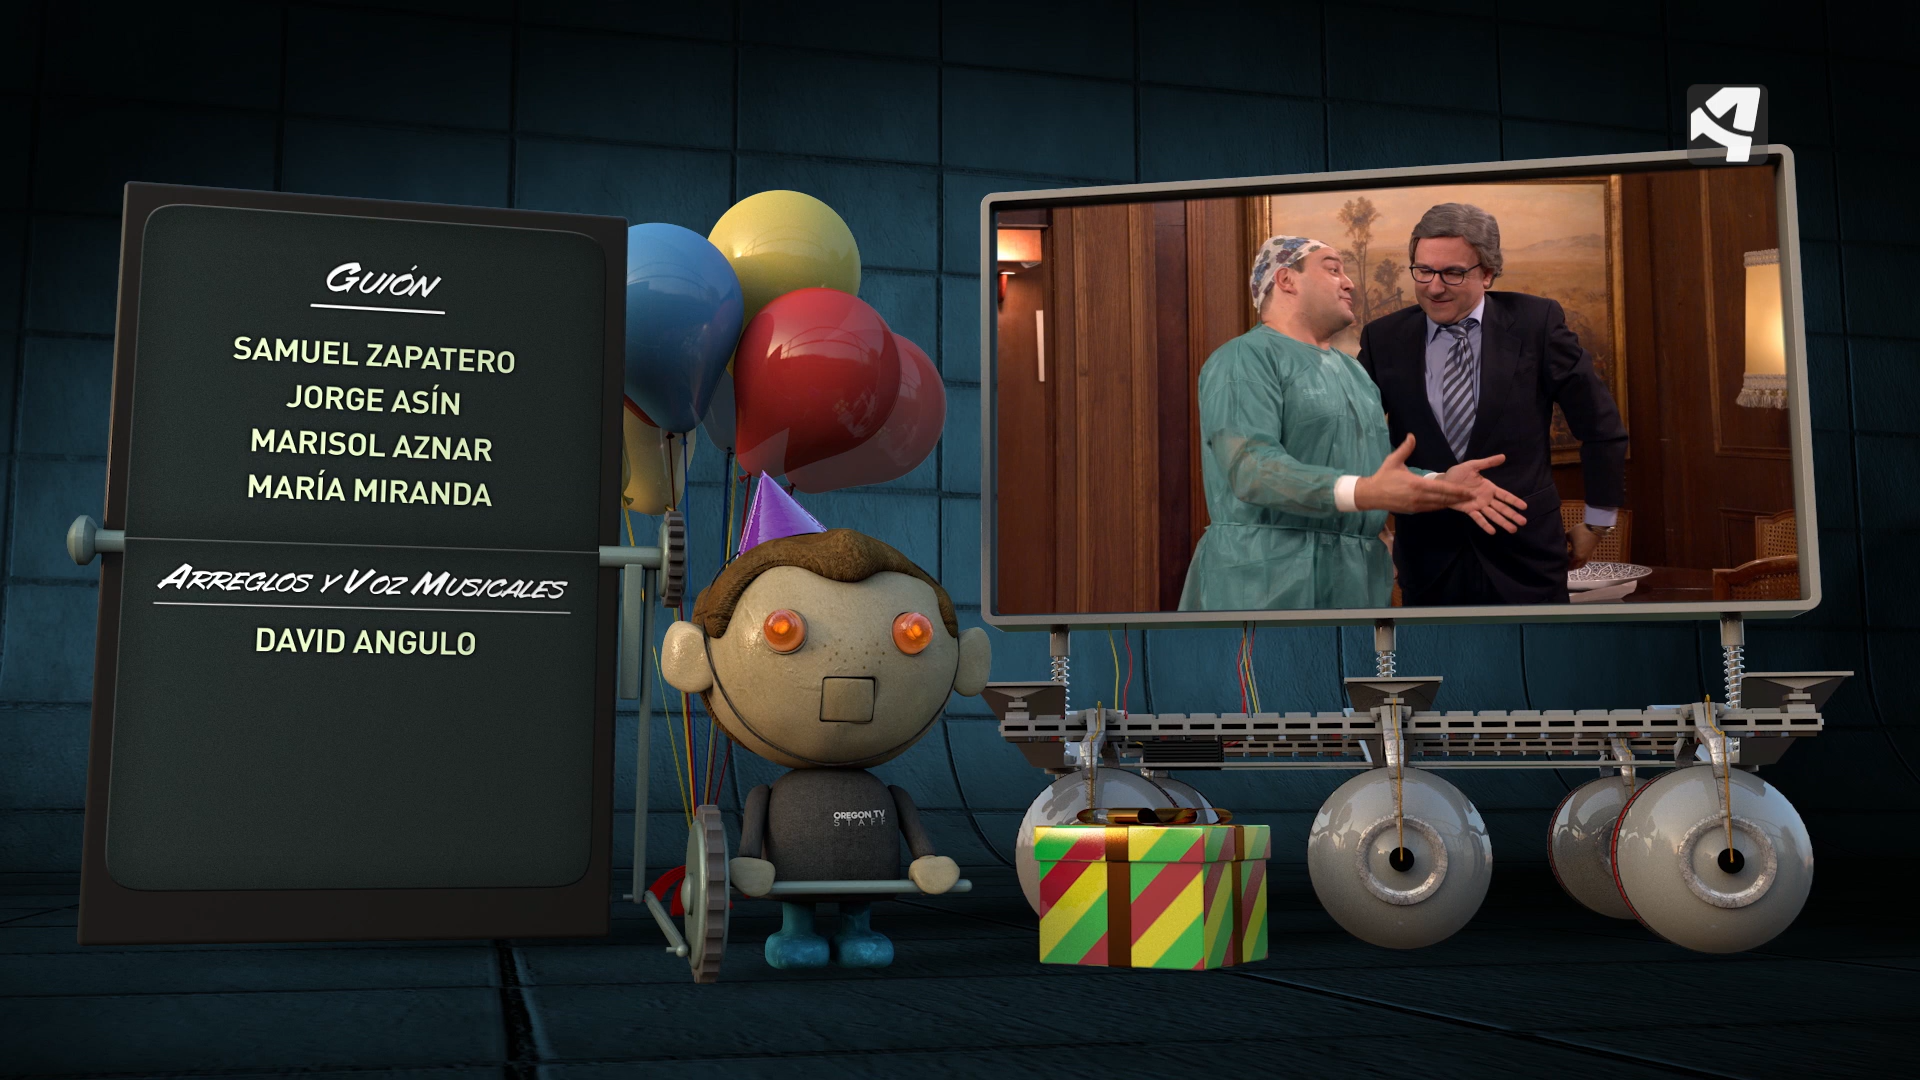 GUIÓN
SAMUEL ZAPATERO
JORGE ASÍN
MARISOL AZNAR
MARÍA MIRANDA
ARREGLOS Y VOZ MUSICALES
DAVID ANGULO
OREGON TV
STAFF